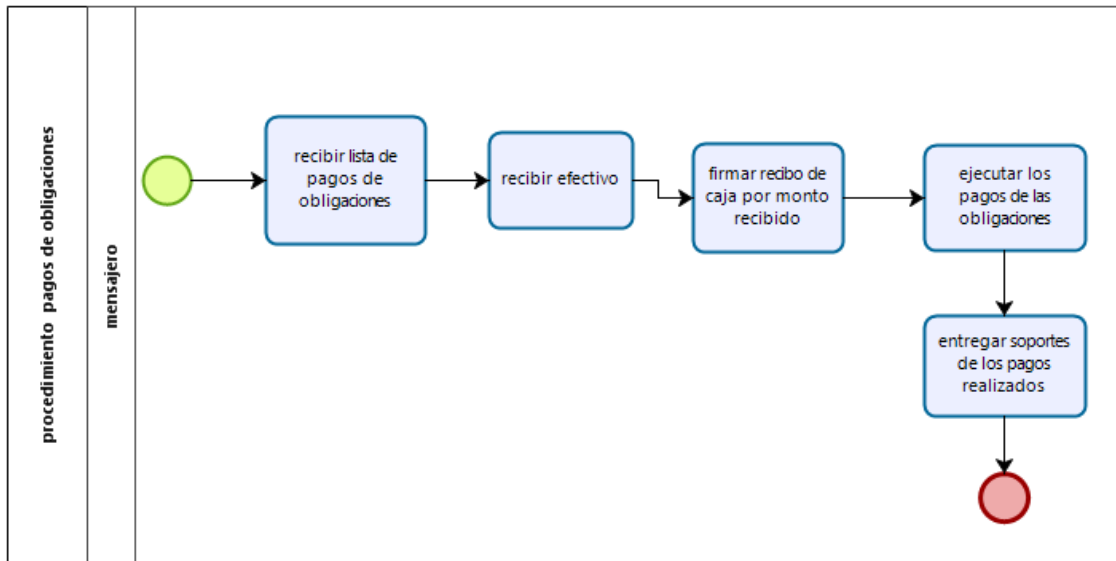 procedimiento pagos de obligaciones
mensajero
recibir lista de
pagos de
obligaciones
recibir efectivo
firmar recibo de
caja por monto
recibido
ejecutar los
pagos de las
obligaciones
entregar soportes
de los pagos
realizados